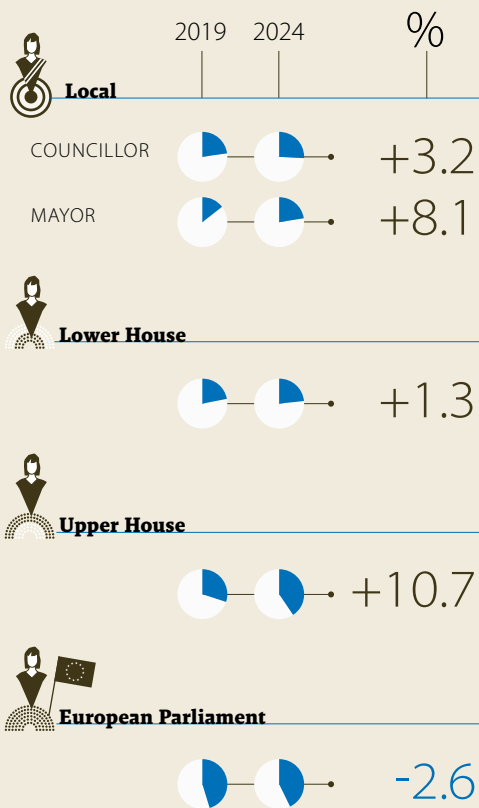 2019 2024 %
Local
COUNCILLOR +3.2
MAYOR +8.1
Lower House
+1.3
Upper House
+10.7
European Parliament
-2.6